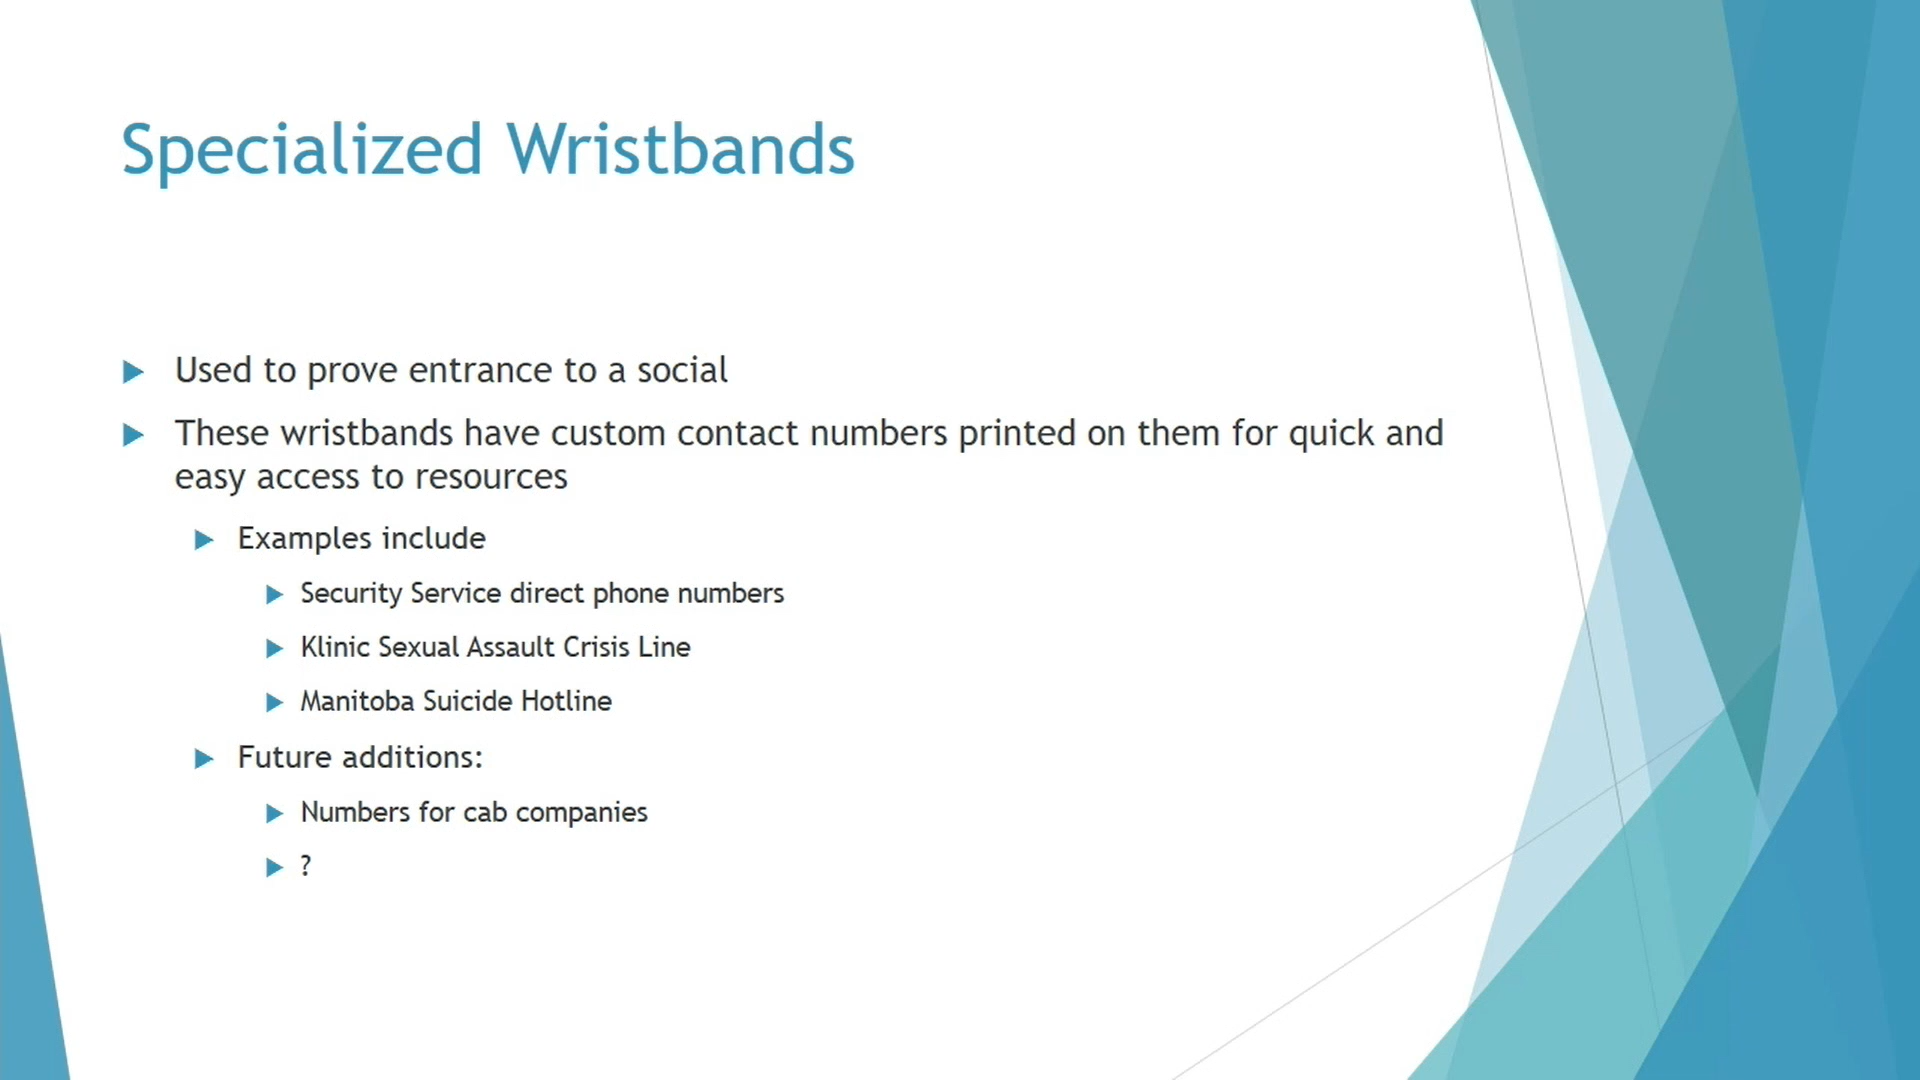 Specialized Wristbands
Used to prove entrance to a social
These wristbands have custom contact numbers printed on them for quick and
easy access to resources
Examples include
Security Service direct phone numbers
Klinic Sexual Assault Crisis Line
Manitoba Suicide Hotline
Future additions:
Numbers for cab companies
?